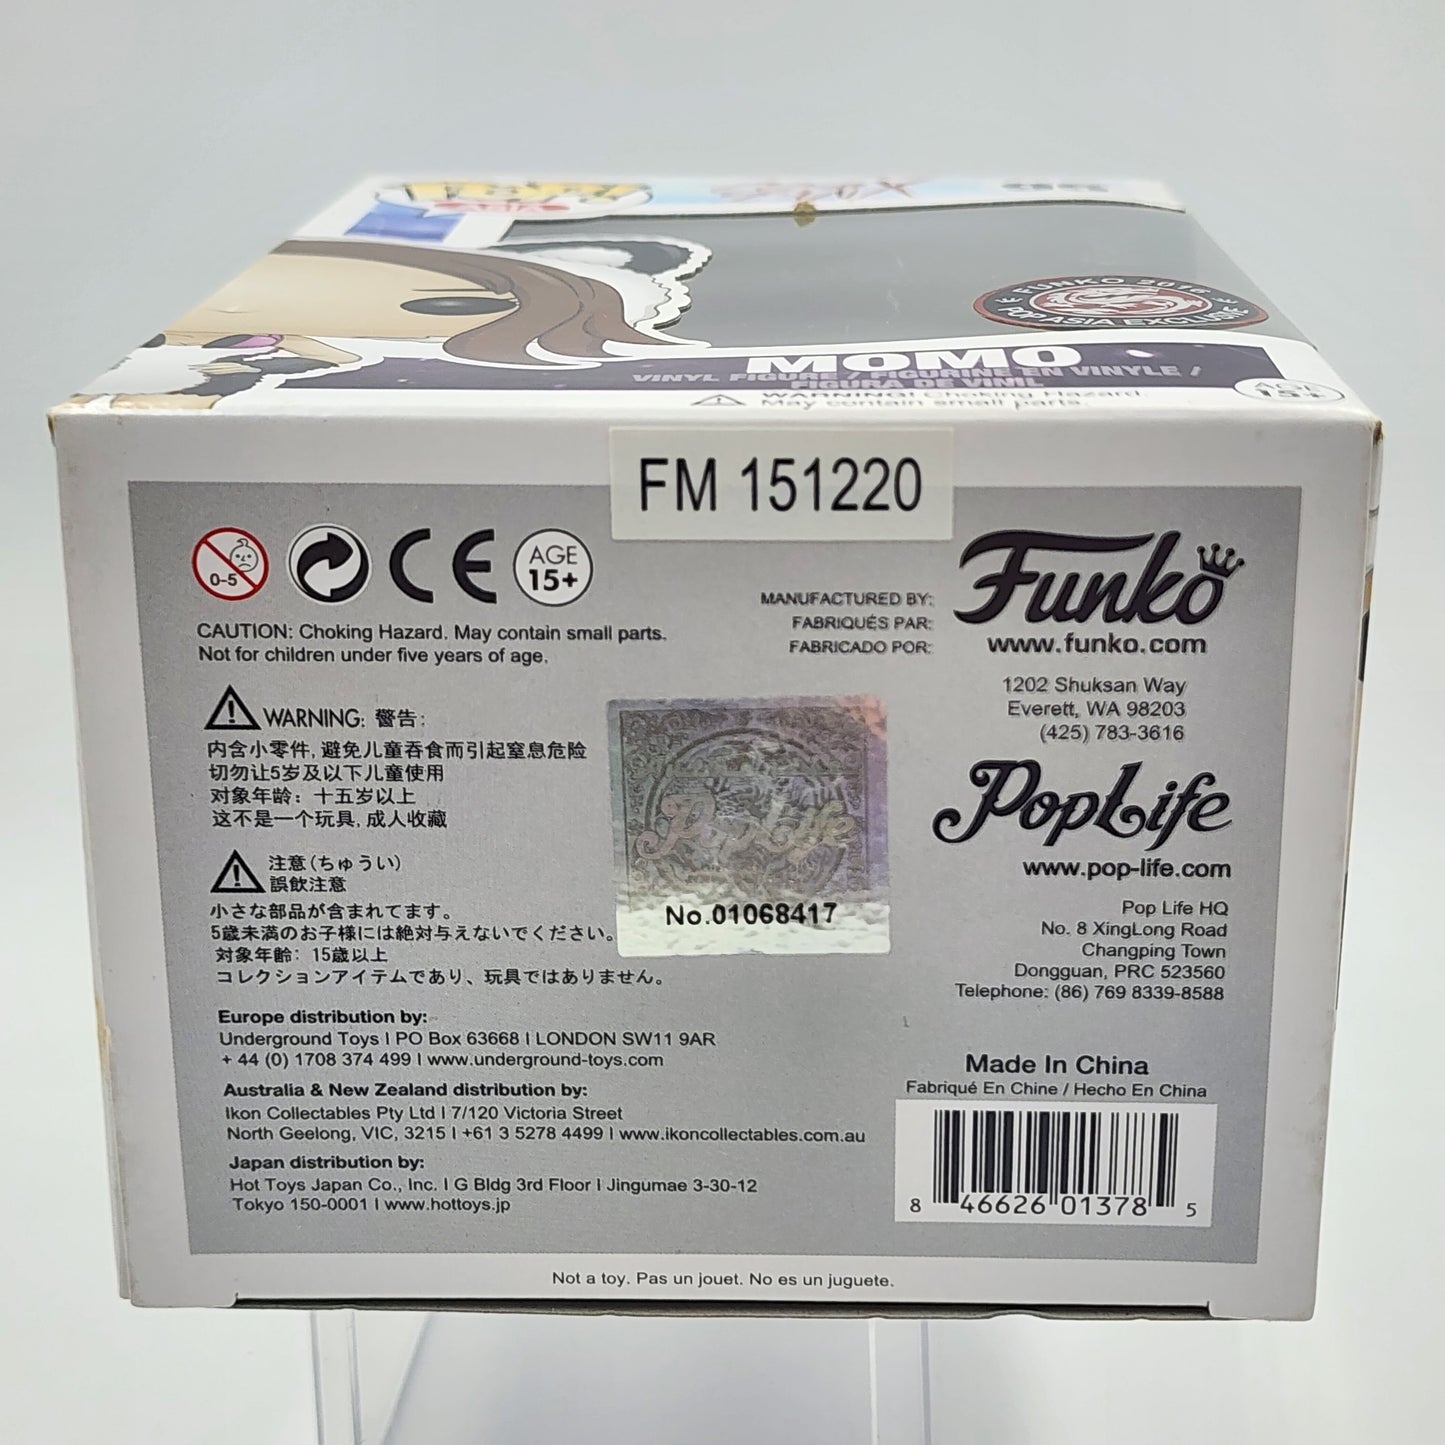 FUNKO 2016
POP ASIA EXCLUSIVE
MOMO
VINYL FIGURE / FIGURINE EN VINYLE /
FIGURA DE VINIL
WARNING! Choking Hazard.
May contain small parts.
AGE
15+
FM 151220
0-5
CE
AGE
15+
CAUTION: Choking Hazard. May contain small parts.
Not for children under five years of age.
MANUFACTURED BY:
FABRIQUÉS PAR:
FABRICADO POR:
Funko
www.funko.com
1202 Shuksan Way
Everett, WA 98203
(425) 783-3616
WARNING: 警告:
内含小零件, 避免儿童吞食而引起窒息危险
切勿让5岁及以下儿童使用
对象年龄：十五岁以上
这不是一个玩具, 成人收藏
注意(ちゅうい)
誤飲注意
小さな部品が含まれてます。
5歳未満のお子様には絶対与えないでください。
対象年齢：15歳以上
コレクションアイテムであり、玩具ではありません。
PopLife
No.01068417
PopLife
www.pop-life.com
Pop Life HQ
No. 8 XingLong Road
Changping Town
Dongguan, PRC 523560
Telephone: (86) 769 8339-8588
Europe distribution by:
Underground Toys | PO Box 63668 | LONDON SW11 9AR
+ 44 (0) 1708 374 499 | www.underground-toys.com
Australia & New Zealand distribution by:
Ikon Collectables Pty Ltd | 7/120 Victoria Street
North Geelong, VIC, 3215 | +61 3 5278 4499 | www.ikoncollectables.com.au
Japan distribution by:
Hot Toys Japan Co., Inc. | G Bldg 3rd Floor | Jingumae 3-30-12
Tokyo 150-0001 | www.hottoys.jp
Made In China
Fabriqué En Chine / Hecho En China
8 46626 01378 5
Not a toy. Pas un jouet. No es un juguete.